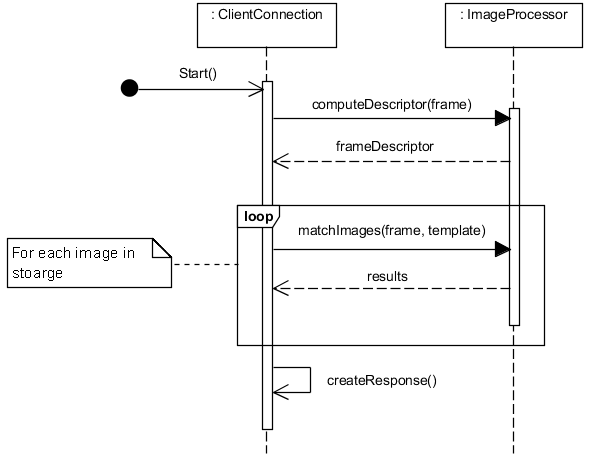 : ClientConnection
: ImageProcessor
Start()
computeDescriptor(frame)
frameDescriptor
loop
matchImages(frame, template)
For each image in
stoarge
results
createResponse()